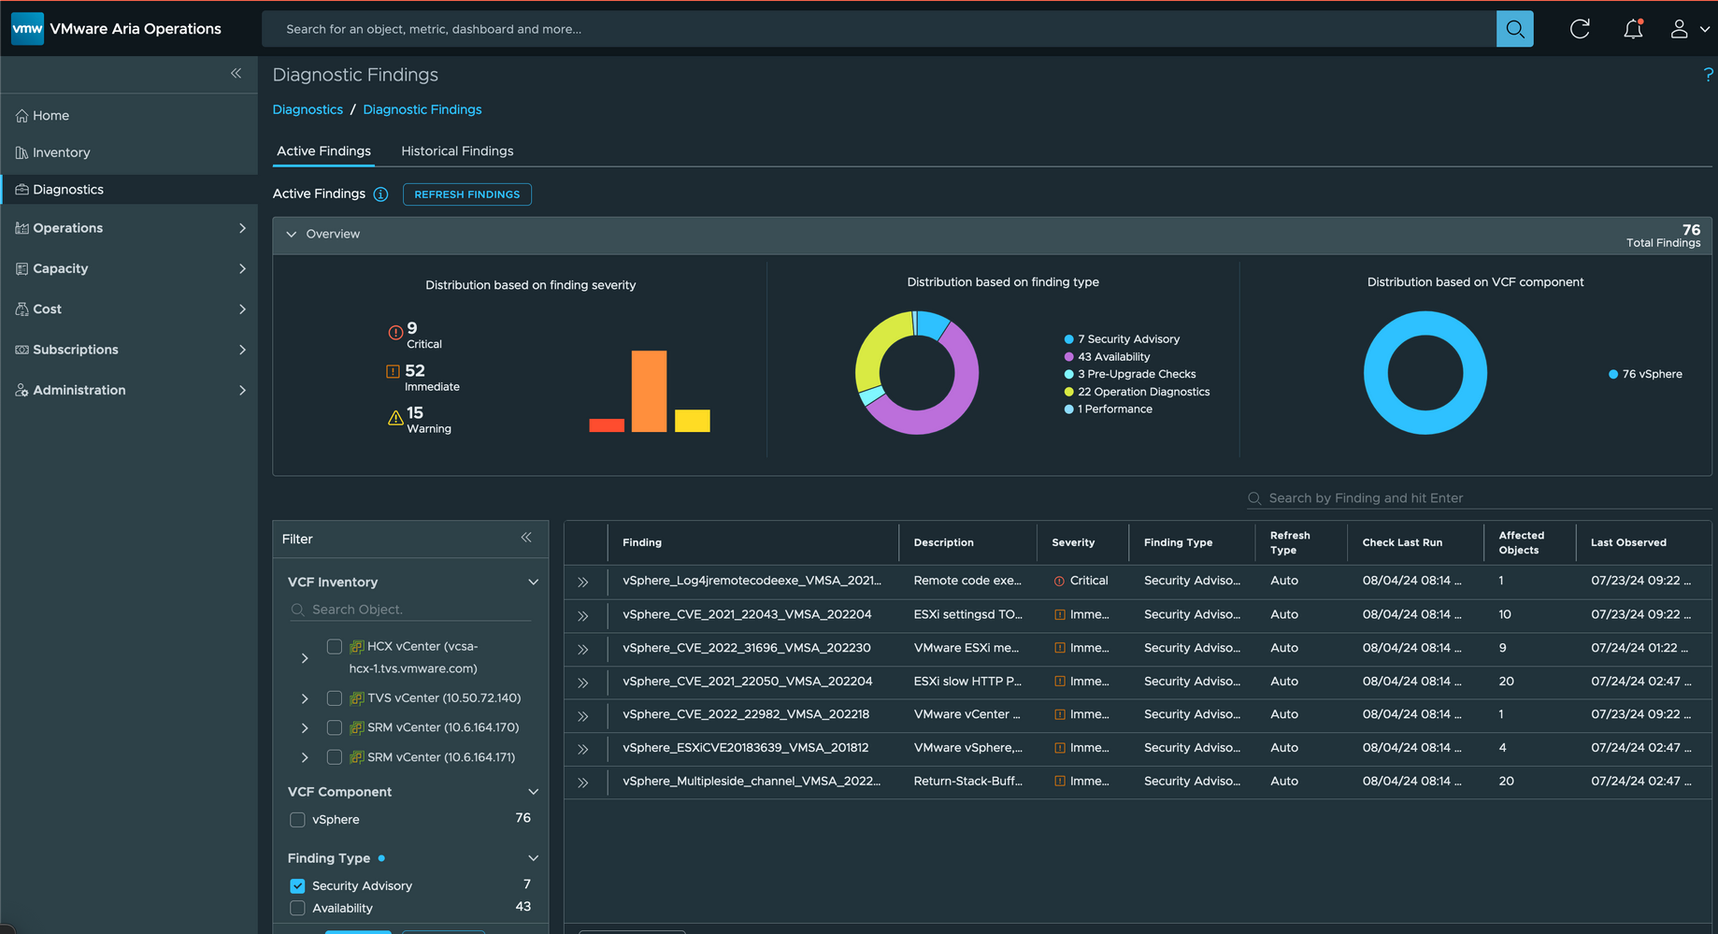 vmw VMware Aria Operations
Search for an object, metric, dashboard and more...
Home
Inventory
Diagnostics
Operations
Capacity
Cost
Subscriptions
Administration
Diagnostic Findings
?
Diagnostics / Diagnostic Findings
Active Findings Historical Findings
Active Findings REFRESH FINDINGS
Overview
76
Total Findings
Distribution based on finding severity
9
Critical
52
Immediate
15
Warning
Distribution based on finding type
7 Security Advisory
43 Availability
3 Pre-Upgrade Checks
22 Operation Diagnostics
1 Performance
Distribution based on VCF component
76 vSphere
Search by Finding and hit Enter
Filter
VCF Inventory
Search Object.
HCX vCenter (vcsa-
hcx-1.tvs.vmware.com)
TVS vCenter (10.50.72.140)
SRM vCenter (10.6.164.170)
SRM vCenter (10.6.164.171)
VCF Component
vSphere 76
Finding Type
Security Advisory 7
Availability 43
Finding Description Severity Finding Type Refresh Type Check Last Run Affected Objects Last Observed
vSphere_Log4jremotecodeexe_VMSA_2021... Remote code exe... Critical Security Adviso... Auto 08/04/24 08:14 ... 1 07/23/24 09:22 ...
vSphere_CVE_2021_22043_VMSA_202204 ESXi settingsd TO... Imme... Security Adviso... Auto 08/04/24 08:14 ... 10 07/23/24 09:22 ...
vSphere_CVE_2022_31696_VMSA_202230 VMware ESXi me... Imme... Security Adviso... Auto 08/04/24 08:14 ... 9 07/24/24 01:22 ...
vSphere_CVE_2021_22050_VMSA_202204 ESXi slow HTTP P... Imme... Security Adviso... Auto 08/04/24 08:14 ... 20 07/24/24 02:47 ...
vSphere_CVE_2022_22982_VMSA_202218 VMware vCenter ... Imme... Security Adviso... Auto 08/04/24 08:14 ... 1 07/23/24 09:22 ...
vSphere_ESXiCVE20183639_VMSA_201812 VMware vSphere,... Imme... Security Adviso... Auto 08/04/24 08:14 ... 4 07/24/24 02:47 ...
vSphere_Multipleside_channel_VMSA_2022... Return-Stack-Buff... Imme... Security Adviso... Auto 08/04/24 08:14 ... 20 07/24/24 02:47 ...